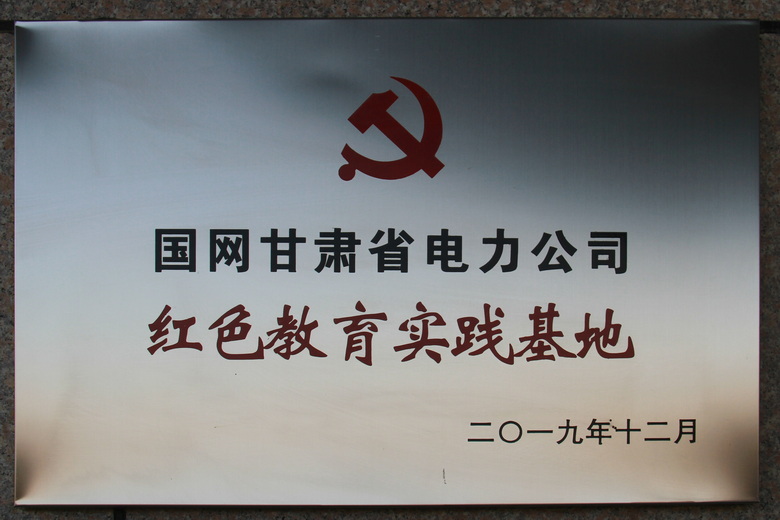 国网甘肃省电力公司
红色教育实践基地
二〇一九年十二月